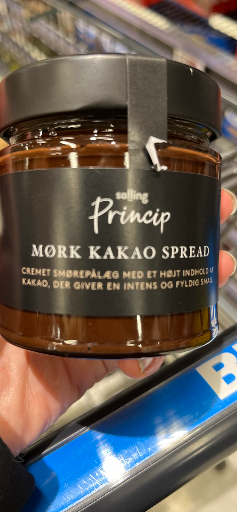 salling
Princip
MØRK KAKAO SPREAD
CREMET SMØREPÅLÆG MED ET HØJT INDHOLD AF
KAKAO, DER GIVER EN INTENS OG FYLDIG SMAG.